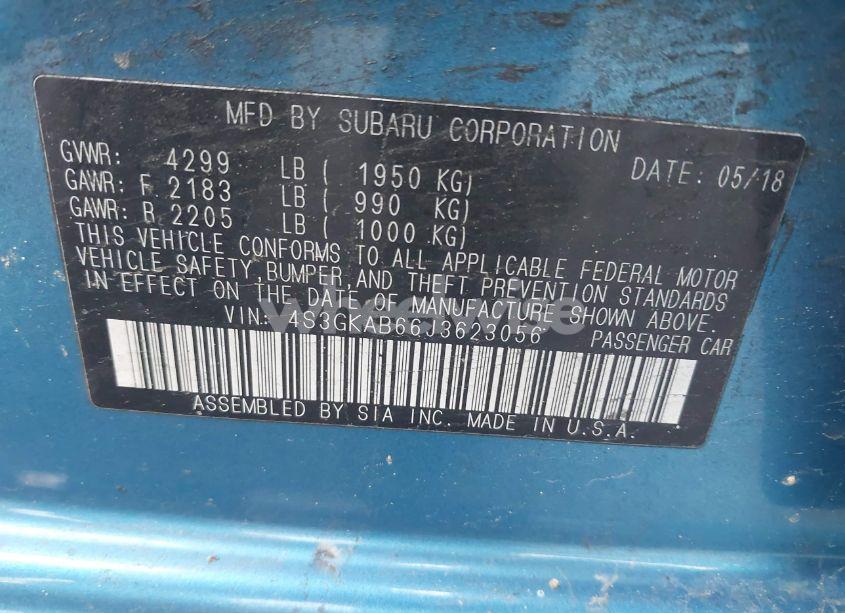 MFD BY SUBARU CORPORATION
GVWR: 4299 LB ( 1950 KG) DATE: 05/18
GAWR: F 2183 LB ( 990 KG)
GAWR: R 2205 LB ( 1000 KG)
THIS VEHICLE CONFORMS TO ALL APPLICABLE FEDERAL MOTOR
VEHICLE SAFETY BUMPER, AND THEFT PREVENTION STANDARDS
IN EFFECT ON THE DATE OF MANUFACTURE SHOWN ABOVE.
VIN: 4S3GKAB66J3623056 PASSENGER CAR
ASSEMBLED BY SIA INC. MADE IN U.S.A.